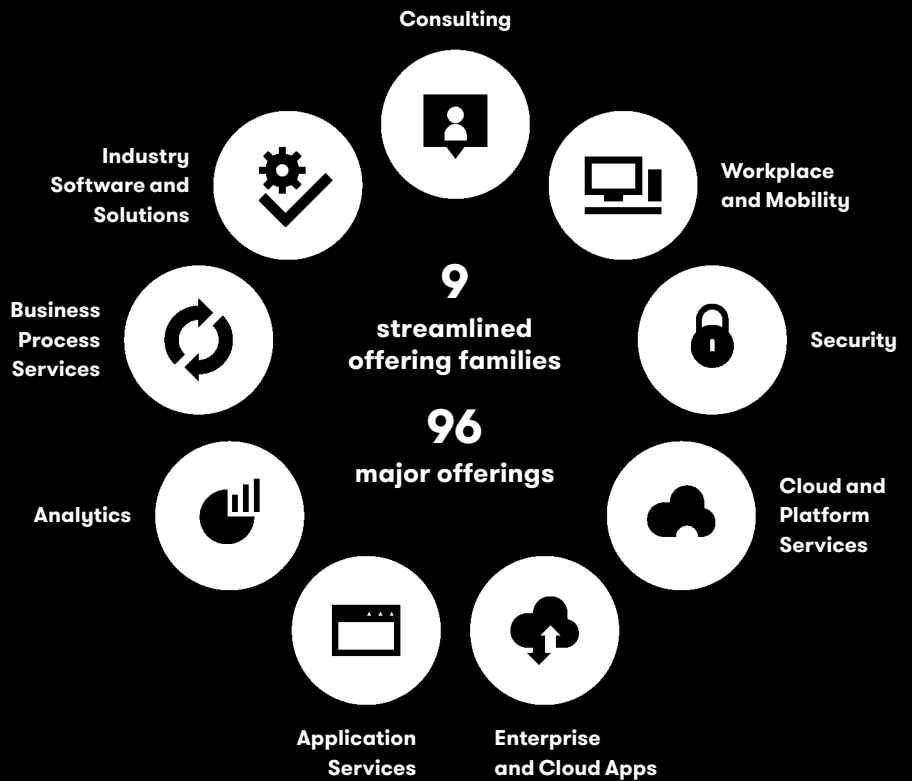 Consulting
Industry
Software and
Solutions
Workplace
and Mobility
9
streamlined
offering families
Business
Process
Services
Security
96
major offerings
Analytics
Cloud and
Platform
Services
Application
Services
Enterprise
and Cloud Apps